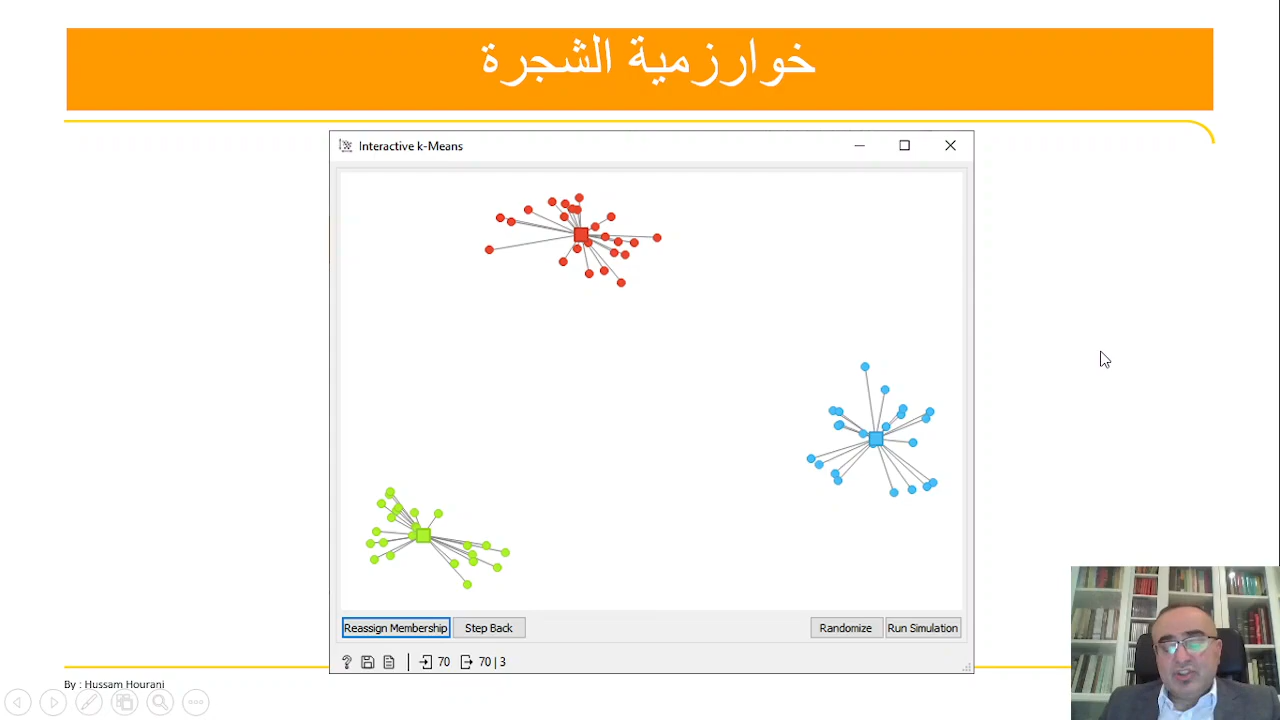 خوارزمية الشجرة
Interactive k-Means
Reassign Membership
Step Back
Randomize
Run Simulation
? 70 70 | 3
By : Hussam Hourani